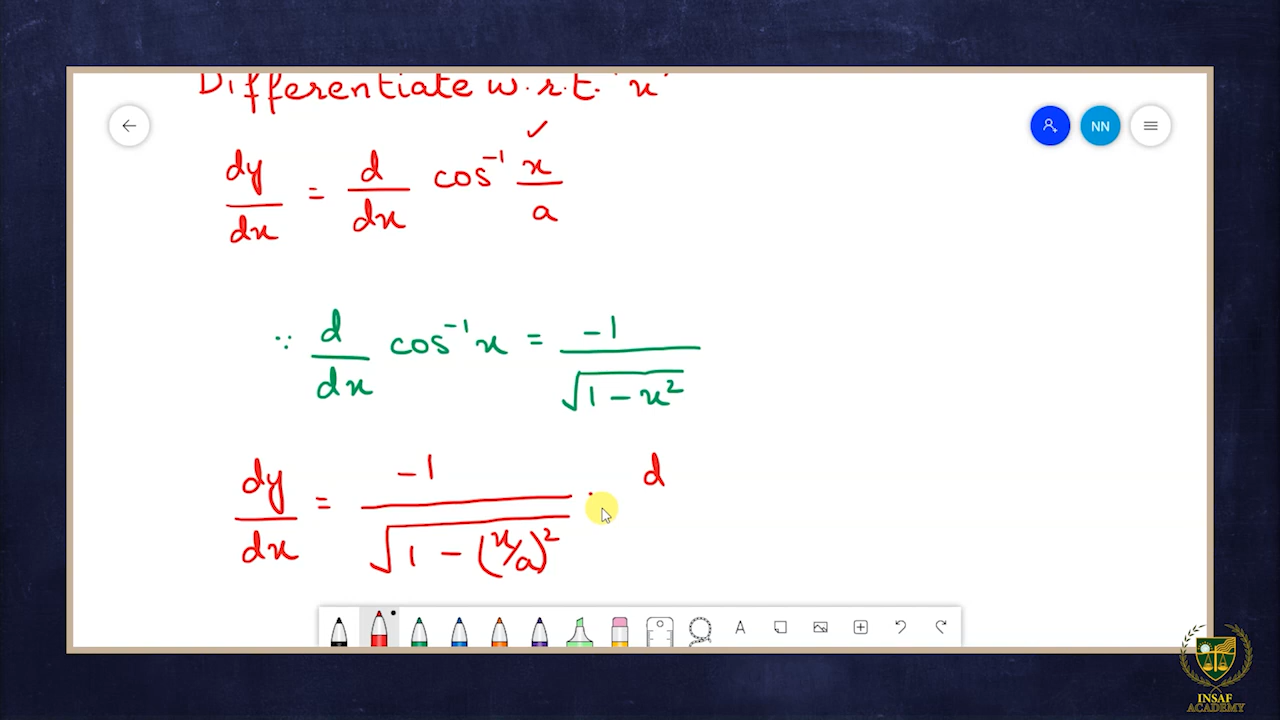 Differentiate w.r.t. 'x'
dy/dx = d/dx cos⁻¹ x/a ✓
∵ d/dx cos⁻¹x = -1/√(1-x²)
dy/dx = -1/√(1-(x/a)²) · d
NN
A
INSAF
ACADEMY